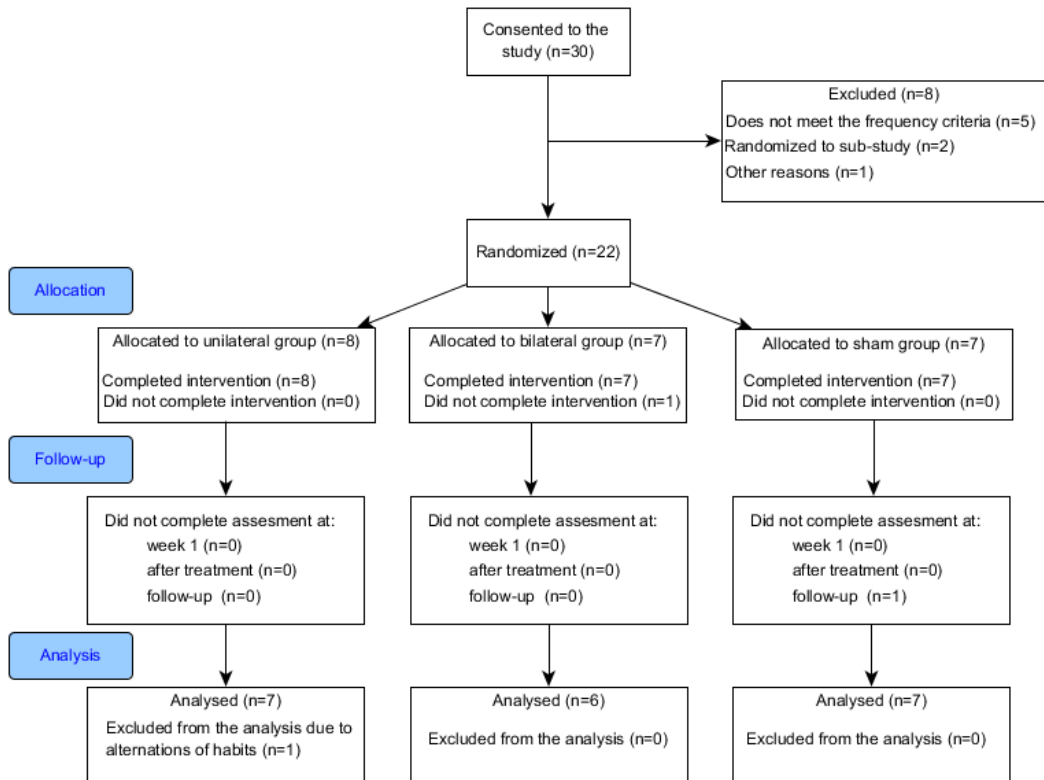 Consented to the
study (n=30)
Excluded (n=8)
Does not meet the frequency criteria (n=5)
Randomized to sub-study (n=2)
Other reasons (n=1)
Randomized (n=22)
Allocation
Allocated to unilateral group (n=8)
Completed intervention (n=8)
Did not complete intervention (n=0)
Allocated to bilateral group (n=7)
Completed intervention (n=7)
Did not complete intervention (n=1)
Allocated to sham group (n=7)
Completed intervention (n=7)
Did not complete intervention (n=0)
Follow-up
Did not complete assesment at:
week 1 (n=0)
after treatment (n=0)
follow-up (n=0)
Did not complete assesment at:
week 1 (n=0)
after treatment (n=0)
follow-up (n=0)
Did not complete assesment at:
week 1 (n=0)
after treatment (n=0)
follow-up (n=1)
Analysis
Analysed (n=7)
Excluded from the analysis due to
alternations of habits (n=1)
Analysed (n=6)
Excluded from the analysis (n=0)
Analysed (n=7)
Excluded from the analysis (n=0)